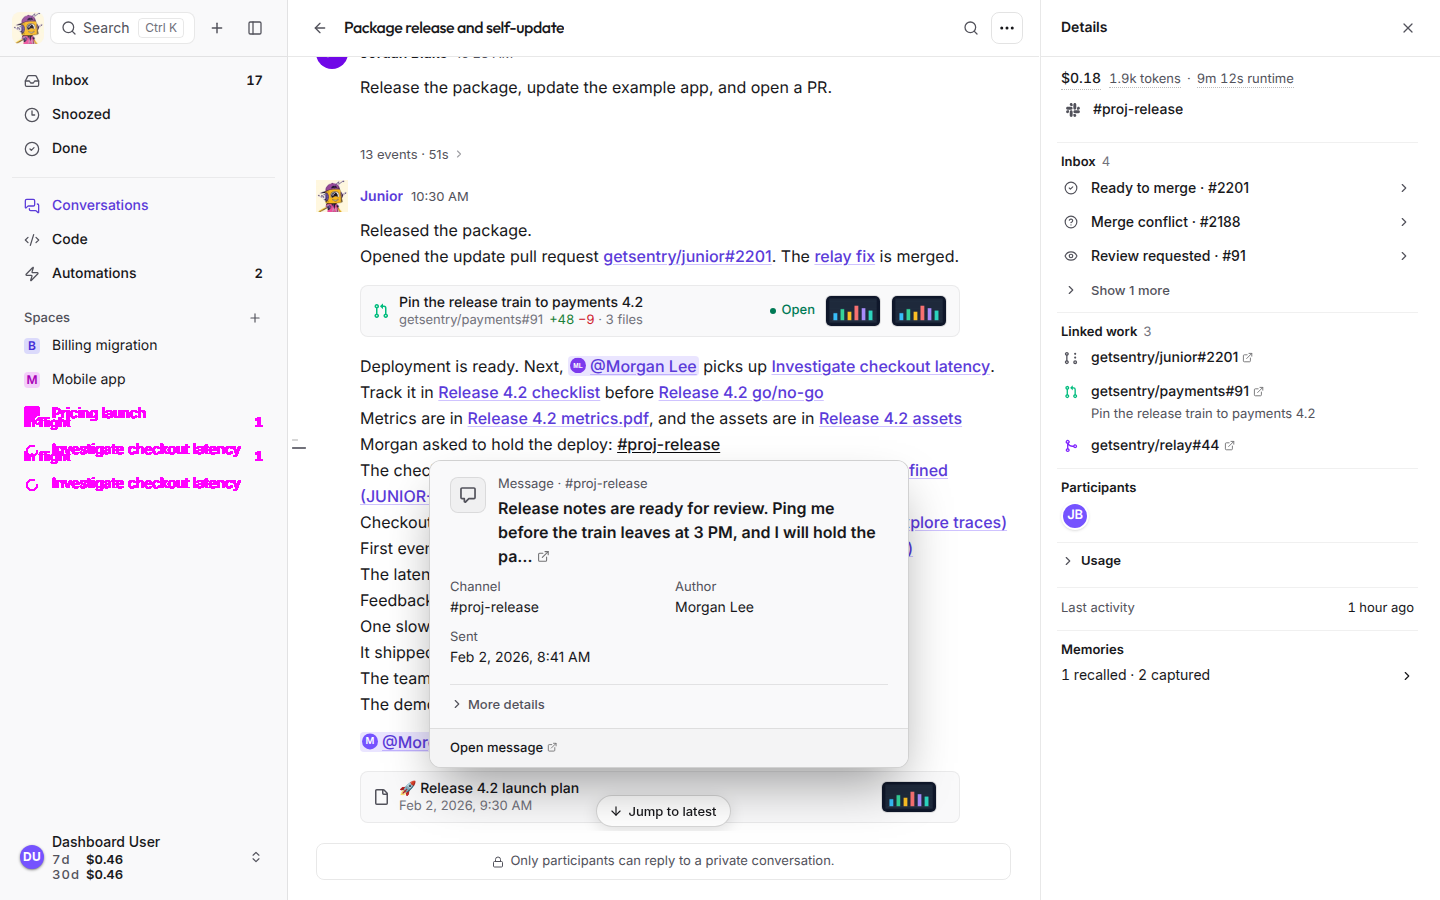 Search Ctrl K
Inbox 17
Snoozed
Done
Conversations
Code
Automations 2
Spaces
B Billing migration
M Mobile app
Pricing launch
In flight 1
Investigate checkout latency
In flight 1
Investigate checkout latency
DU Dashboard User
7d $0.46
30d $0.46
Package release and self-update
Release the package, update the example app, and open a PR.
13 events · 51s
Junior 10:30 AM
Released the package.
Opened the update pull request getsentry/junior#2201. The relay fix is merged.
Pin the release train to payments 4.2
getsentry/payments#91 +48 −9 · 3 files
Open
Deployment is ready. Next, ML @Morgan Lee picks up Investigate checkout latency.
Track it in Release 4.2 checklist before Release 4.2 go/no-go
Metrics are in Release 4.2 metrics.pdf, and the assets are in Release 4.2 assets
Morgan asked to hold the deploy: #proj-release
The chec
fined
(JUNIOR-
Checkout
plore traces)
First even
)
The laten
Feedback
One slow
It shipped
The team
The demo
M @Mor
Message · #proj-release
Release notes are ready for review. Ping me
before the train leaves at 3 PM, and I will hold the
pa...
Channel Author
#proj-release Morgan Lee
Sent
Feb 2, 2026, 8:41 AM
More details
Open message
🚀 Release 4.2 launch plan
Feb 2, 2026, 9:30 AM
Jump to latest
Only participants can reply to a private conversation.
Details
$0.18 1.9k tokens · 9m 12s runtime
#proj-release
Inbox 4
Ready to merge · #2201
Merge conflict · #2188
Review requested · #91
Show 1 more
Linked work 3
getsentry/junior#2201
getsentry/payments#91
Pin the release train to payments 4.2
getsentry/relay#44
Participants
JB
Usage
Last activity 1 hour ago
Memories
1 recalled · 2 captured